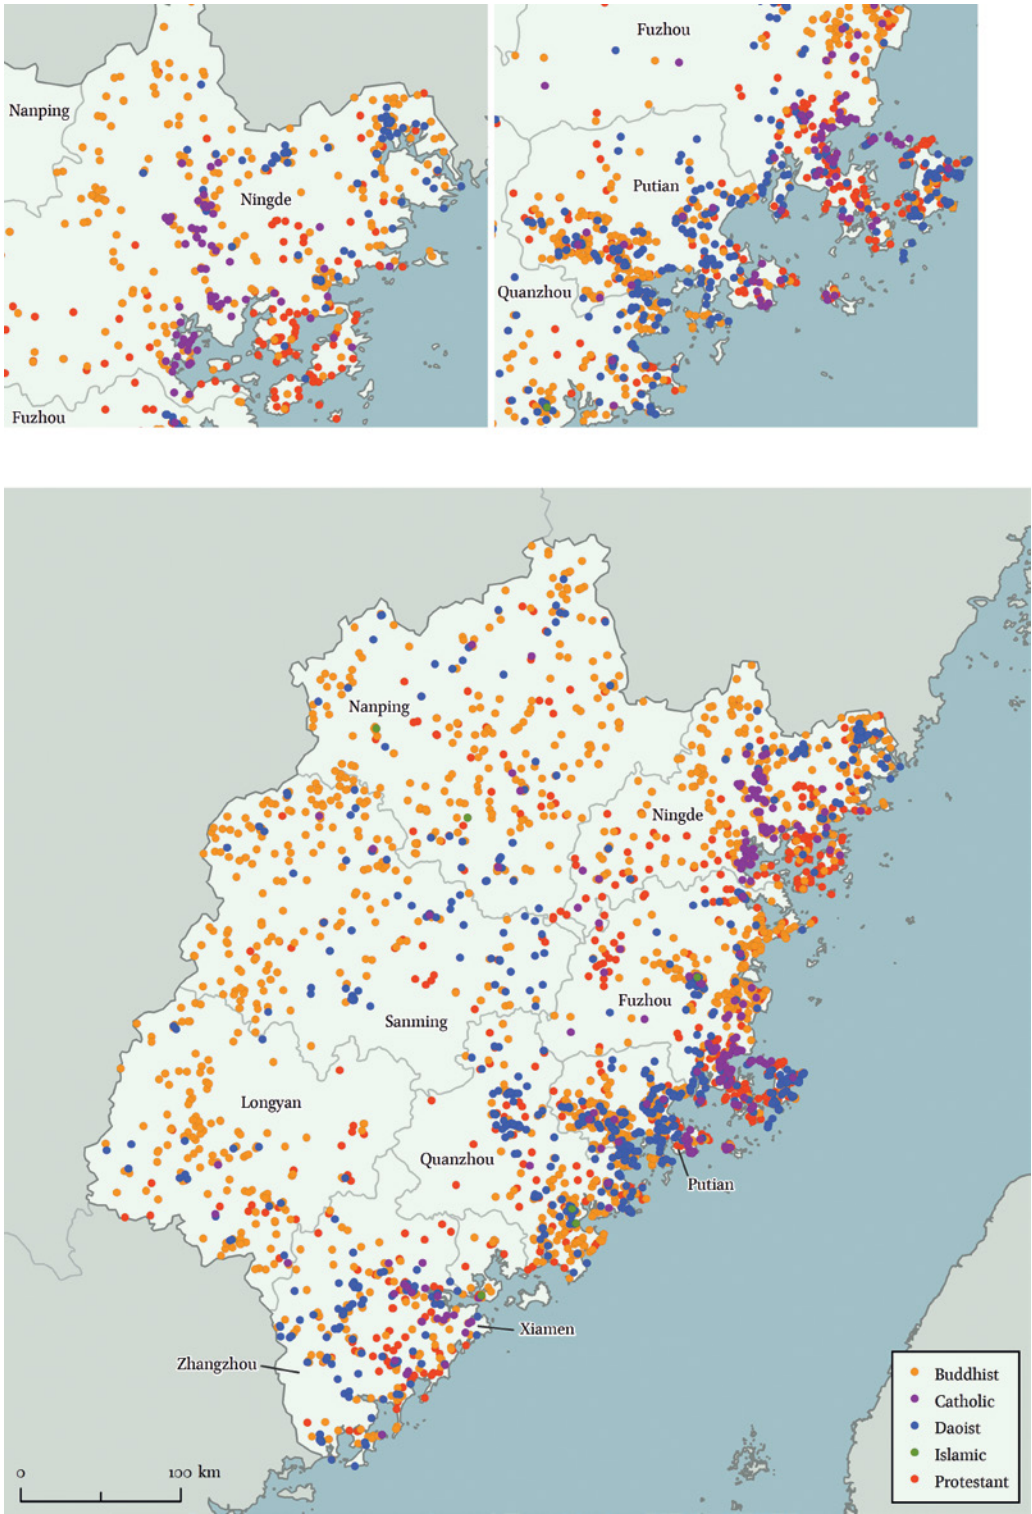 Nanping
Ningde
Fuzhou
Fuzhou
Putian
Quanzhou
Nanping
Ningde
Fuzhou
Sanming
Longyan
Quanzhou
Putian
Xiamen
Zhangzhou
Buddhist
Catholic
Daoist
Islamic
Protestant
0 100 km